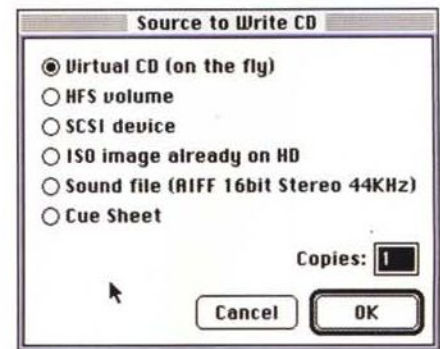 Source to Write CD
Virtual CD (on the fly)
HFS volume
SCSI device
ISO image already on HD
Sound file (AIFF 16bit Stereo 44KHz)
Cue Sheet
Copies: 1
Cancel OK